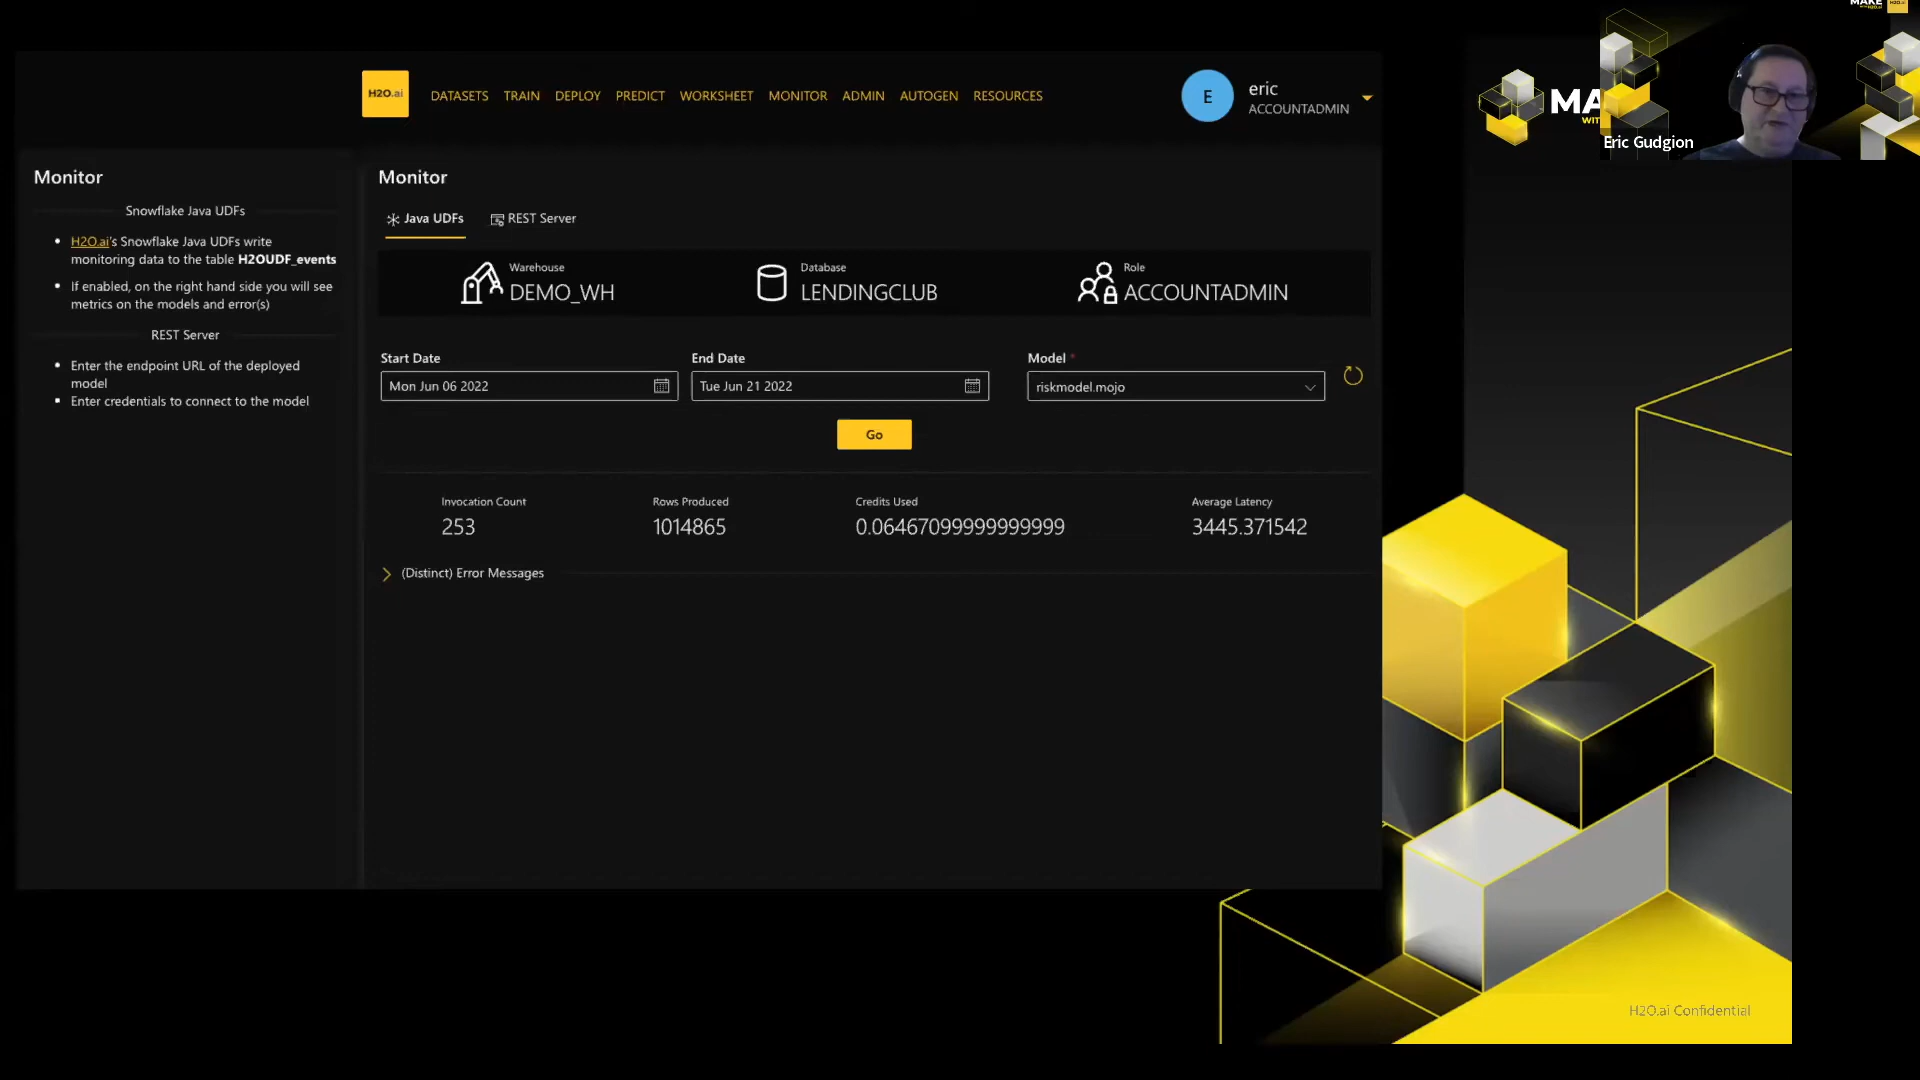 H2O.ai
DATASETS TRAIN DEPLOY PREDICT WORKSHEET MONITOR ADMIN AUTOGEN RESOURCES
E
eric
ACCOUNTADMIN
MAKE
H2O.ai
MA
WIT
Eric Gudgion
Monitor
Snowflake Java UDFs
H2O.ai's Snowflake Java UDFs write
monitoring data to the table H2OUDF_events
If enabled, on the right hand side you will see
metrics on the models and error(s)
REST Server
Enter the endpoint URL of the deployed
model
Enter credentials to connect to the model
Monitor
Java UDFs REST Server
Warehouse
DEMO_WH
Database
LENDINGCLUB
Role
ACCOUNTADMIN
Start Date
Mon Jun 06 2022
End Date
Tue Jun 21 2022
Model *
riskmodel.mojo
Go
Invocation Count
253
Rows Produced
1014865
Credits Used
0.06467099999999999
Average Latency
3445.371542
(Distinct) Error Messages
H2O.ai Confidential